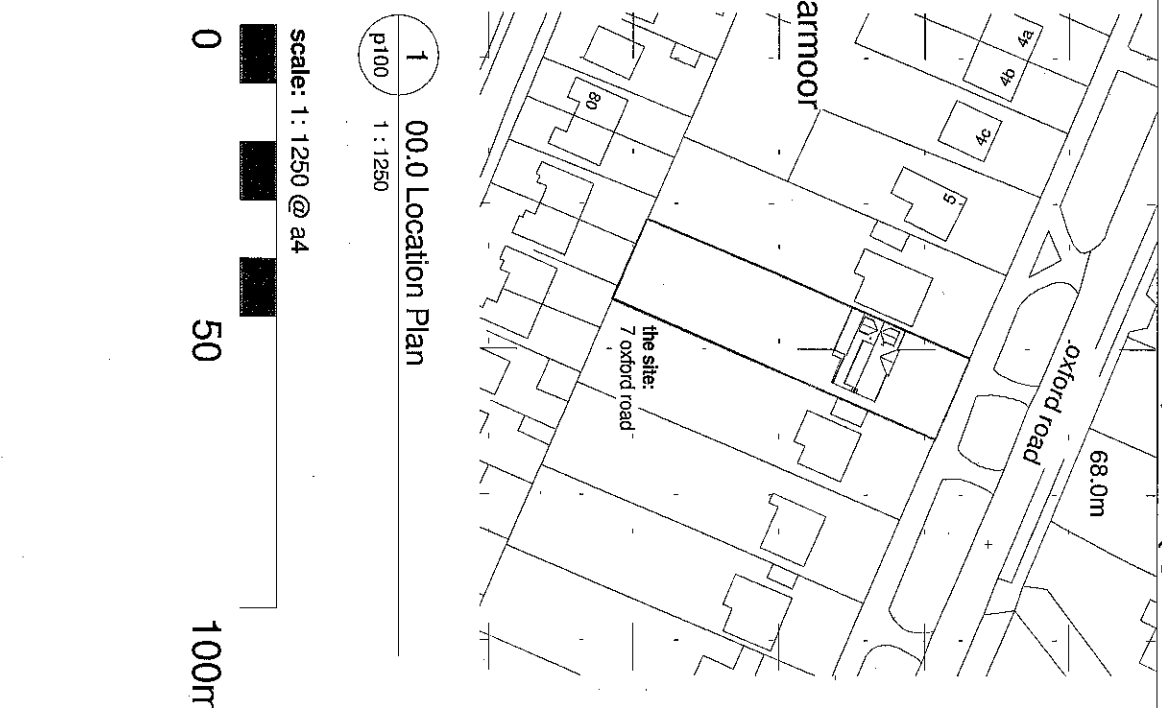 4a
4b
4c
5
armoor
80
oxford road
68.0m
the site:
7 oxford road
1
p100
00.0 Location Plan
1 : 1250
scale: 1 : 1250 @ a4
0
50
100m